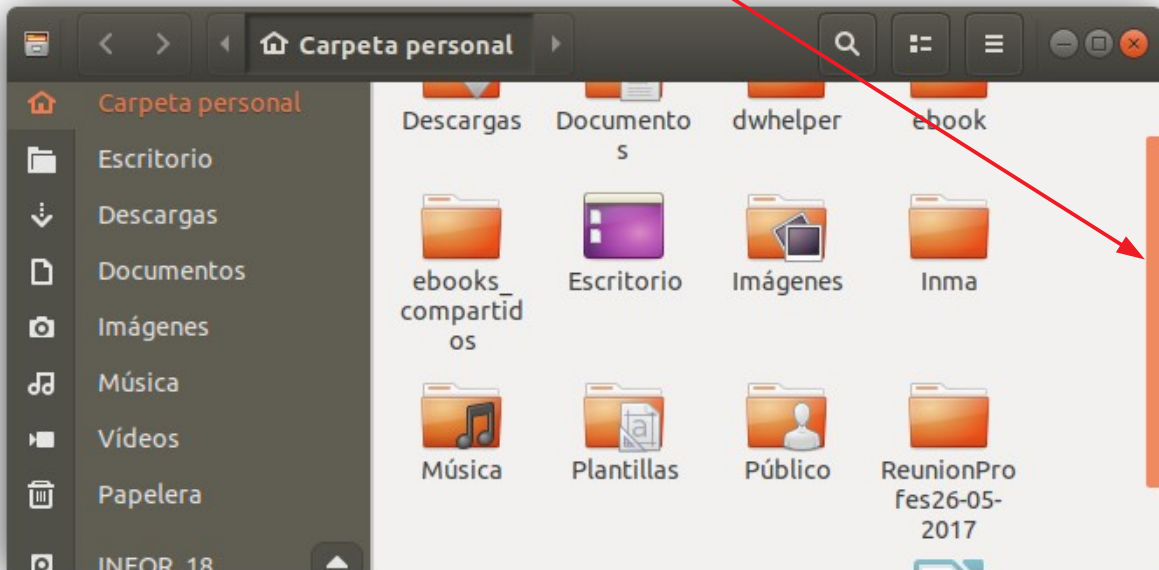 Carpeta personal
Carpeta personal
Escritorio
Descargas
Documentos
Imágenes
Música
Vídeos
Papelera
INFOR_18
Descargas
Documento
s
dwhelper
ebook
ebooks_
compartid
os
Escritorio
Imágenes
Inma
Música
Plantillas
Público
ReunionPro
fes26-05-
2017